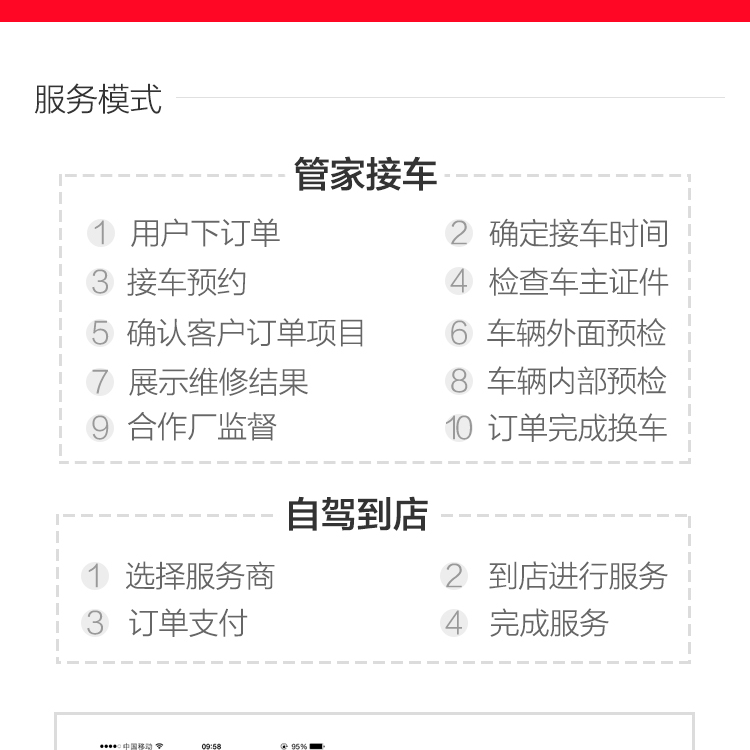 服务模式
管家接车
1 用户下订单 2 确定接车时间
3 接车预约 4 检查车主证件
5 确认客户订单项目 6 车辆外面预检
7 展示维修结果 8 车辆内部预检
9 合作厂监督 10 订单完成换车
自驾到店
1 选择服务商 2 到店进行服务
3 订单支付 4 完成服务
中国移动 09:58 95%